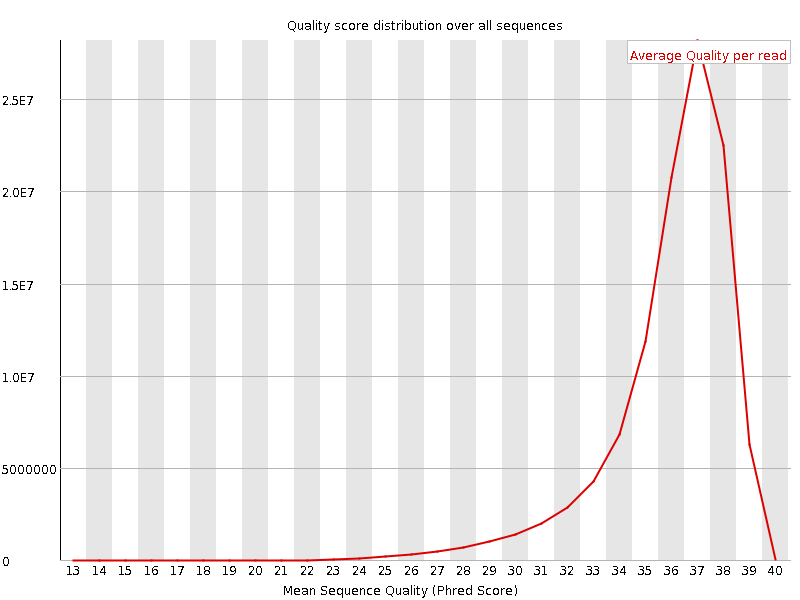 Quality score distribution over all sequences
Average Quality per read
2.5E7
2.0E7
1.5E7
1.0E7
5000000
0
13 14 15 16 17 18 19 20 21 22 23 24 25 26 27 28 29 30 31 32 33 34 35 36 37 38 39 40
Mean Sequence Quality (Phred Score)